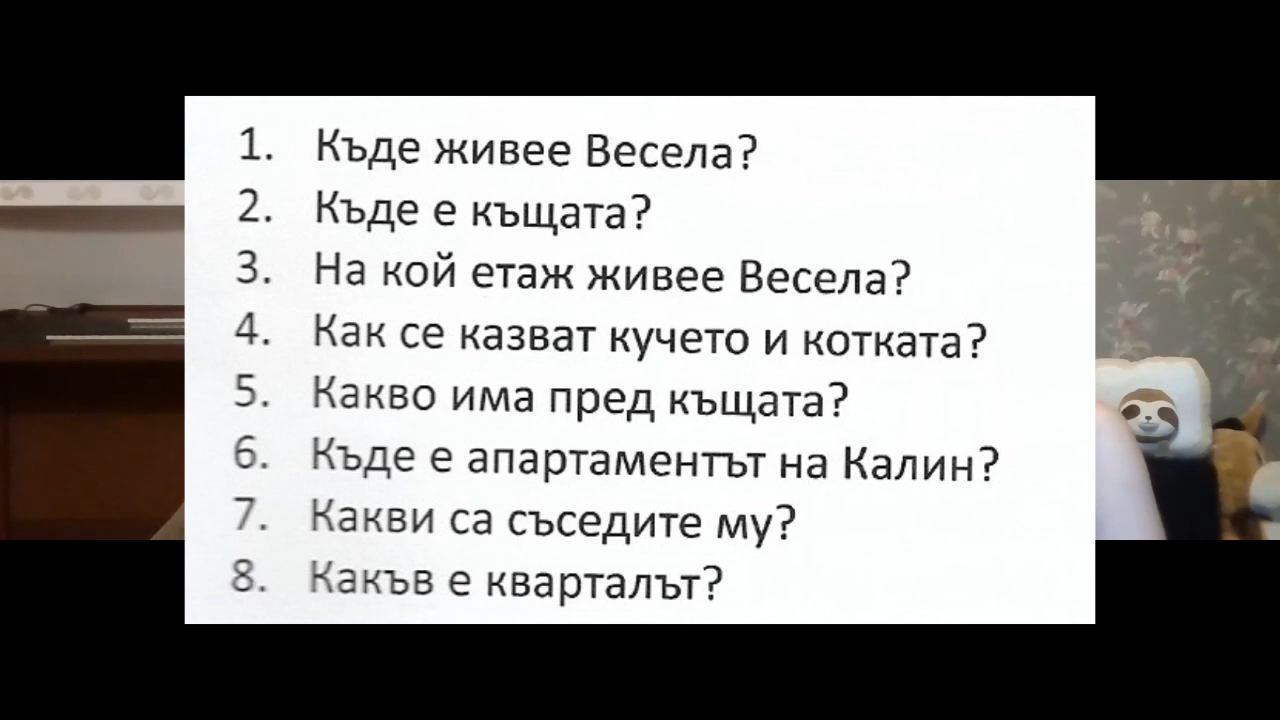 1. Къде живее Весела?
2. Къде е къщата?
3. На кой етаж живее Весела?
4. Как се казват кучето и котката?
5. Какво има пред къщата?
6. Къде е апартаментът на Калин?
7. Какви са съседите му?
8. Какъв е кварталът?